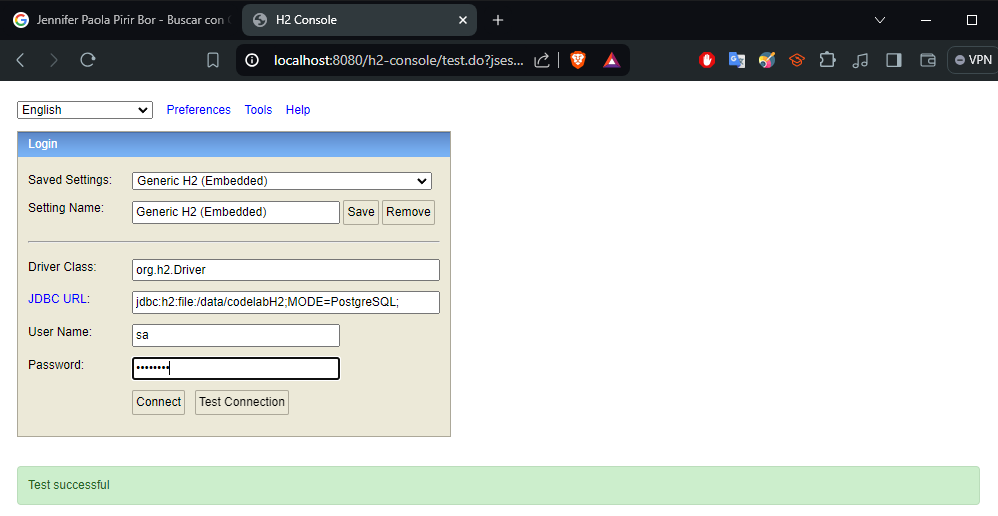 Jennifer Paola Pirir Bor - Buscar con
H2 Console
localhost:8080/h2-console/test.do?jses...
VPN
English
Preferences
Tools
Help
Login
Saved Settings:
Generic H2 (Embedded)
Setting Name:
Generic H2 (Embedded)
Save
Remove
Driver Class:
org.h2.Driver
JDBC URL:
jdbc:h2:file:/data/codelabH2;MODE=PostgreSQL;
User Name:
sa
Password:
••••••••
Connect
Test Connection
Test successful